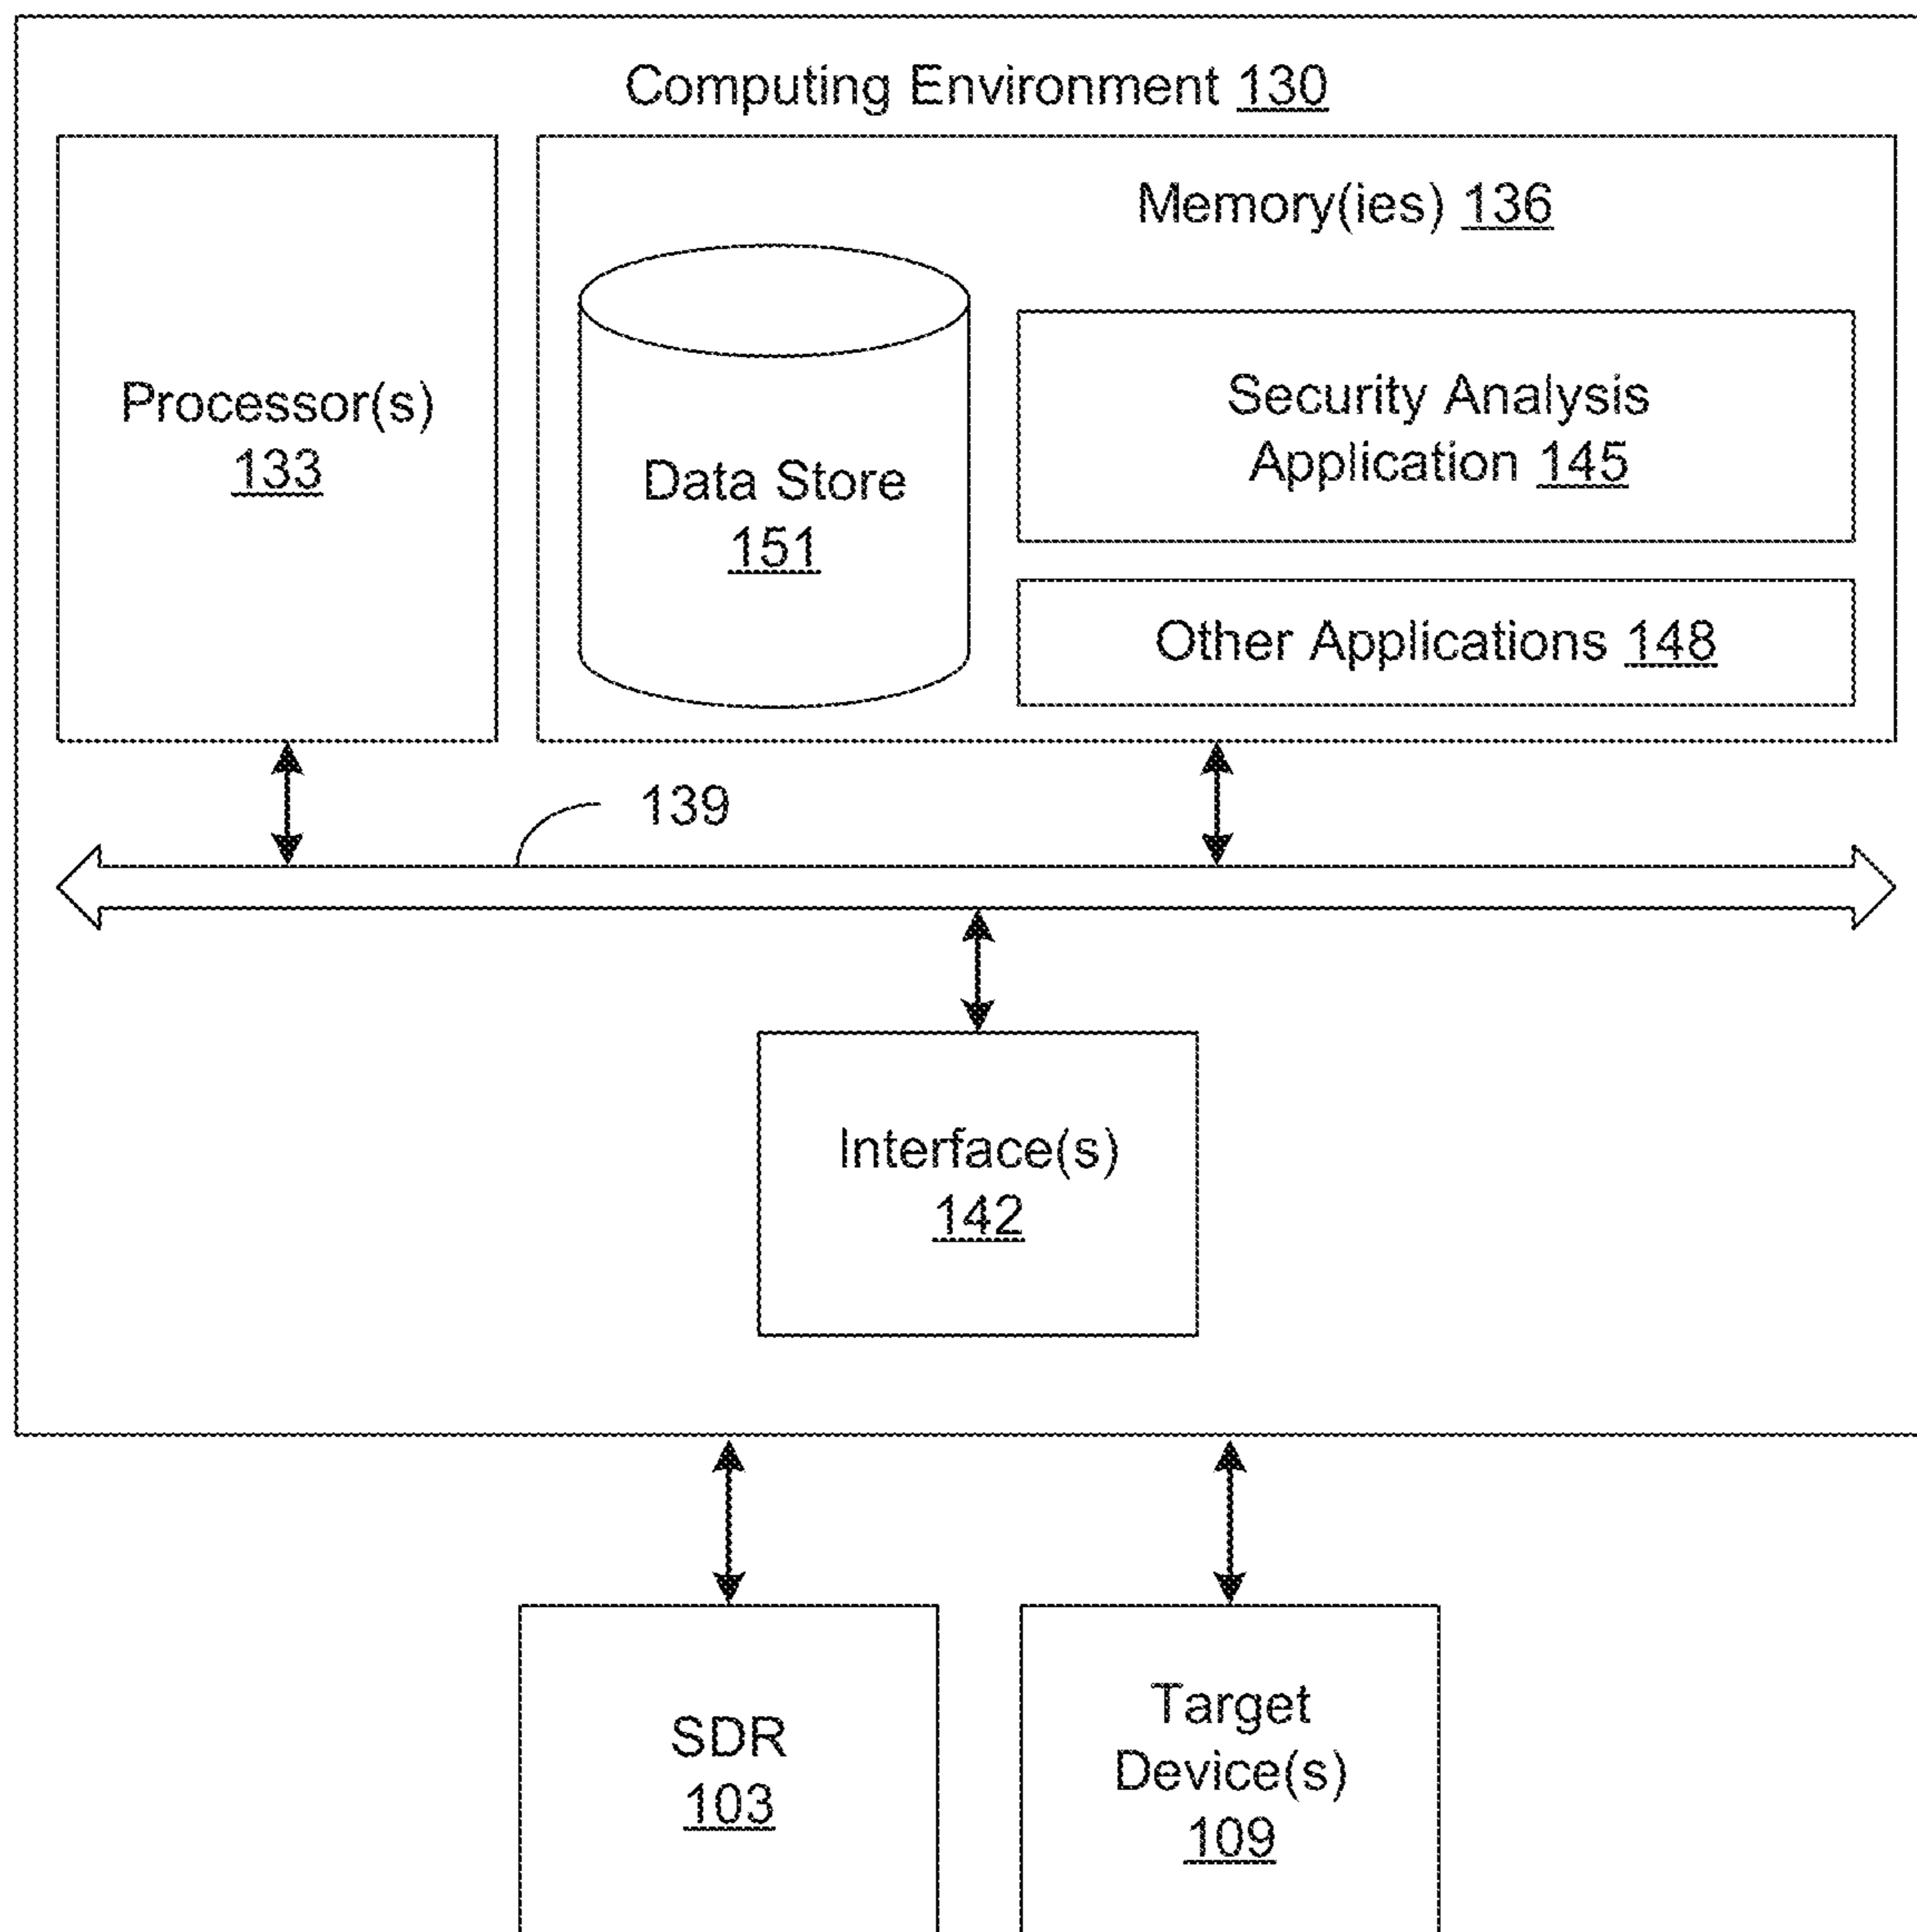 Computing Environment 130
Memory(ies) 136
Processor(s)
133
Data Store
151
Security Analysis
Application 145
Other Applications 148
139
Interface(s)
142
SDR
103
Target
Device(s)
109